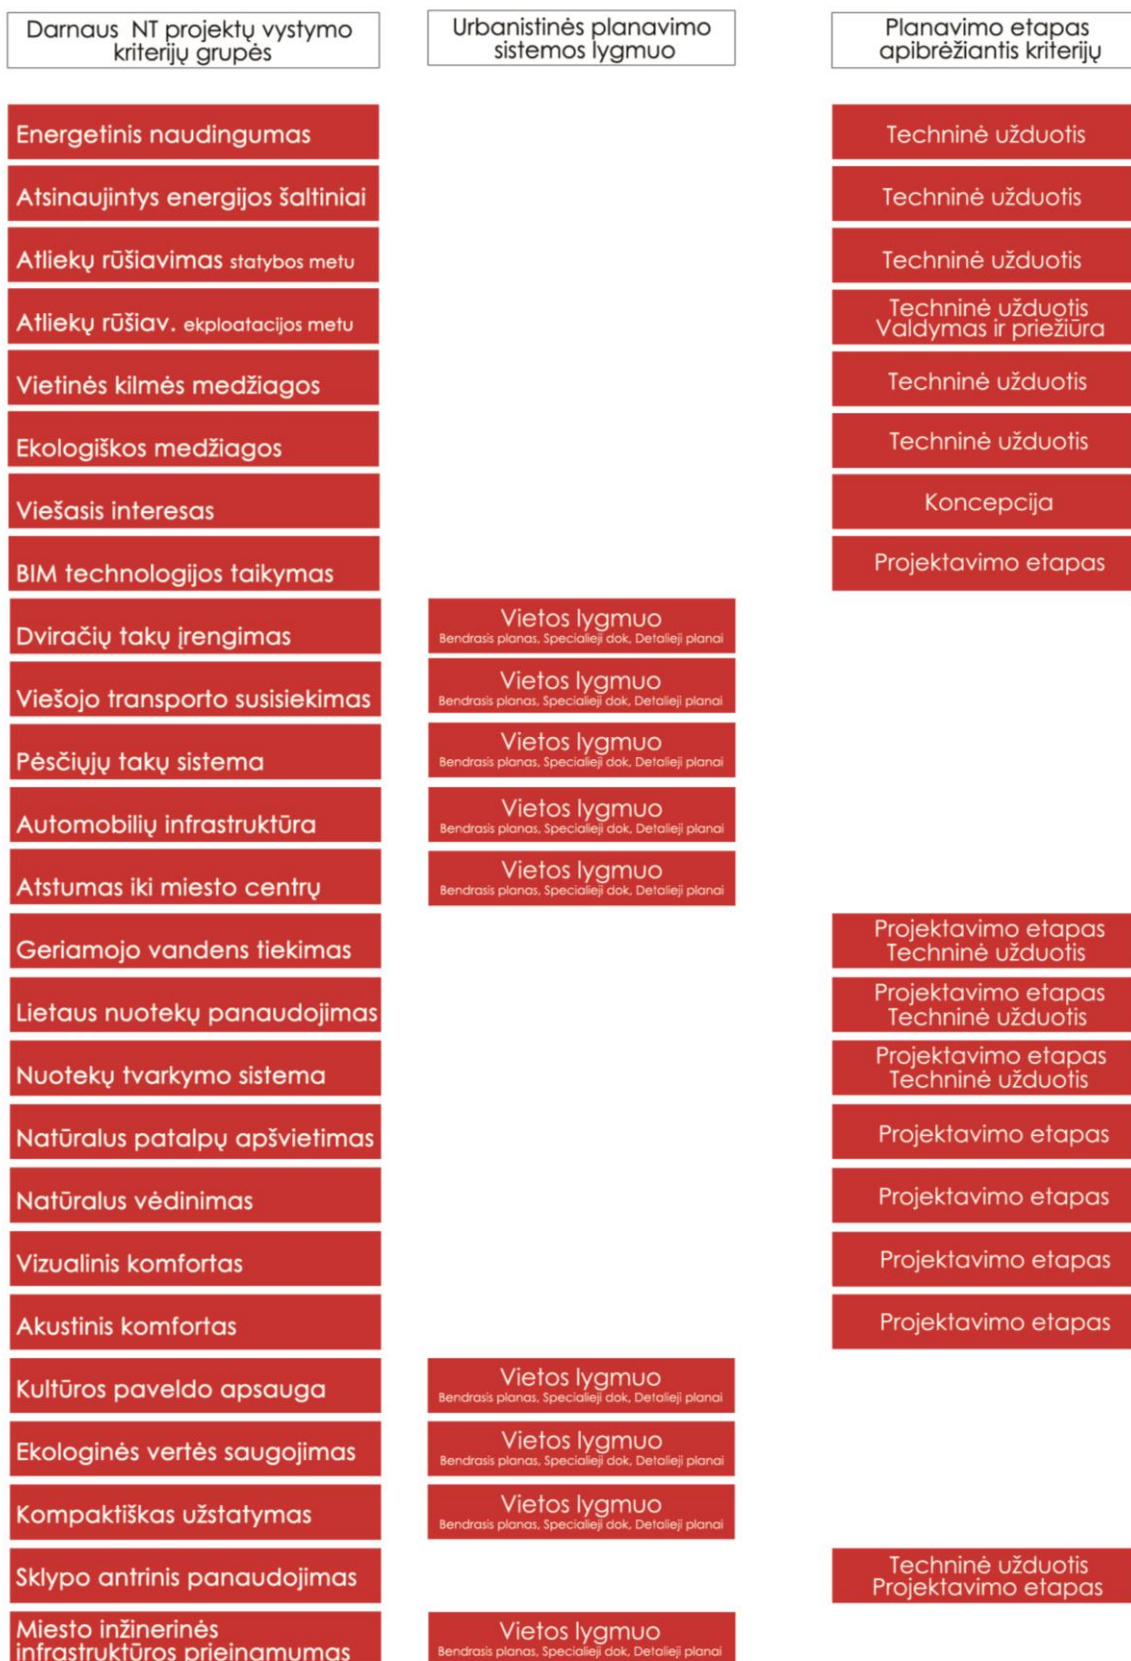 Darnaus NT projektų vystymo
kriterijų grupės
Urbanistinės planavimo
sistemos lygmuo
Planavimo etapas
apibrėžiantis kriterijų
Energetinis naudingumas
Techninė užduotis
Atsinaujintys energijos šaltiniai
Techninė užduotis
Atliekų rūšiavimas statybos metu
Techninė užduotis
Atliekų rūšiav. ekploatacijos metu
Techninė užduotis
Valdymas ir priežiūra
Vietinės kilmės medžiagos
Techninė užduotis
Ekologiškos medžiagos
Techninė užduotis
Viešasis interesas
Koncepcija
BIM technologijos taikymas
Projektavimo etapas
Dviračių takų įrengimas
Vietos lygmuo
Bendrasis planas, Specialieji dok, Detalieji planai
Viešojo transporto susisiekimas
Vietos lygmuo
Bendrasis planas, Specialieji dok, Detalieji planai
Pėsčiųjų takų sistema
Vietos lygmuo
Bendrasis planas, Specialieji dok, Detalieji planai
Automobilių infrastruktūra
Vietos lygmuo
Bendrasis planas, Specialieji dok, Detalieji planai
Atstumas iki miesto centrų
Vietos lygmuo
Bendrasis planas, Specialieji dok, Detalieji planai
Geriamojo vandens tiekimas
Projektavimo etapas
Techninė užduotis
Lietaus nuotekų panaudojimas
Projektavimo etapas
Techninė užduotis
Nuotekų tvarkymo sistema
Projektavimo etapas
Techninė užduotis
Natūralus patalpų apšvietimas
Projektavimo etapas
Natūralus vėdinimas
Projektavimo etapas
Vizualinis komfortas
Projektavimo etapas
Akustinis komfortas
Projektavimo etapas
Kultūros paveldo apsauga
Vietos lygmuo
Bendrasis planas, Specialieji dok, Detalieji planai
Ekologinės vertės saugojimas
Vietos lygmuo
Bendrasis planas, Specialieji dok, Detalieji planai
Kompaktiškas užstatymas
Vietos lygmuo
Bendrasis planas, Specialieji dok, Detalieji planai
Sklypo antrinis panaudojimas
Techninė užduotis
Projektavimo etapas
Miesto inžinerinės
infrastruktūros prieinamumas
Vietos lygmuo
Bendrasis planas, Specialieji dok, Detalieji planai